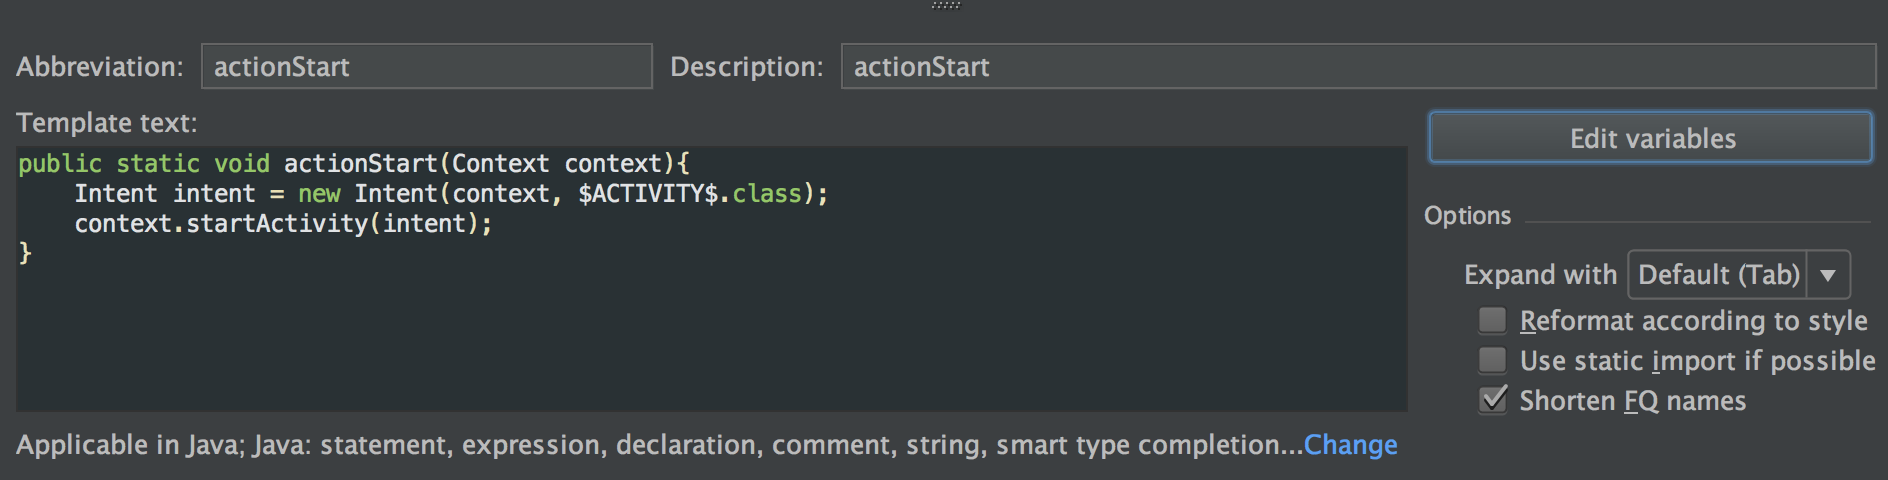 Abbreviation: actionStart Description: actionStart
Template text:
Edit variables
public static void actionStart(Context context){
    Intent intent = new Intent(context, $ACTIVITY$.class);
    context.startActivity(intent);
}
Options
Expand with Default (Tab)
Reformat according to style
Use static import if possible
Shorten FQ names
Applicable in Java; Java: statement, expression, declaration, comment, string, smart type completion...Change